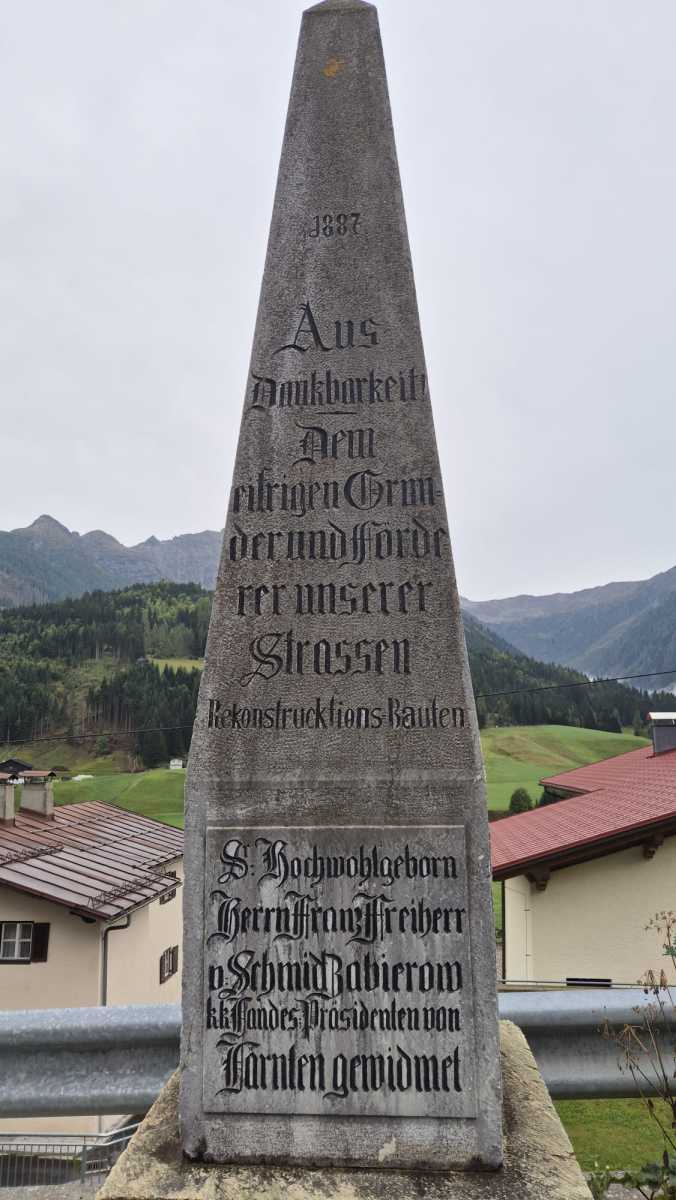 1887
Aus
Dankbarkeit!
Dem
eifrigen Grün-
der und Förde
rer unserer
Strassen
Rekonstrucktions-Bauten
Sr: Hochwohlgeborn
Herrn Franz Freiherr
v: Schmid Zabierow
k.k. Landes: Präsidenten von
Kärnten gewidmet